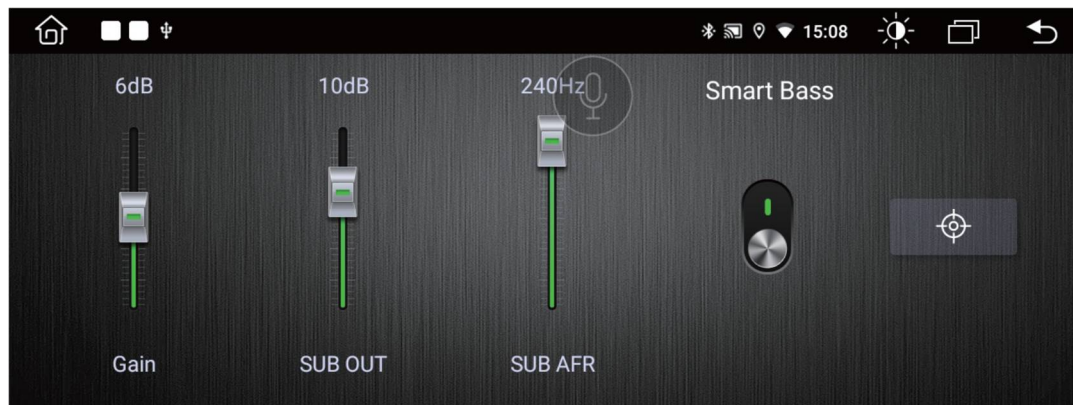 15:08
6dB
10dB
240Hz
Smart Bass
Gain
SUB OUT
SUB AFR